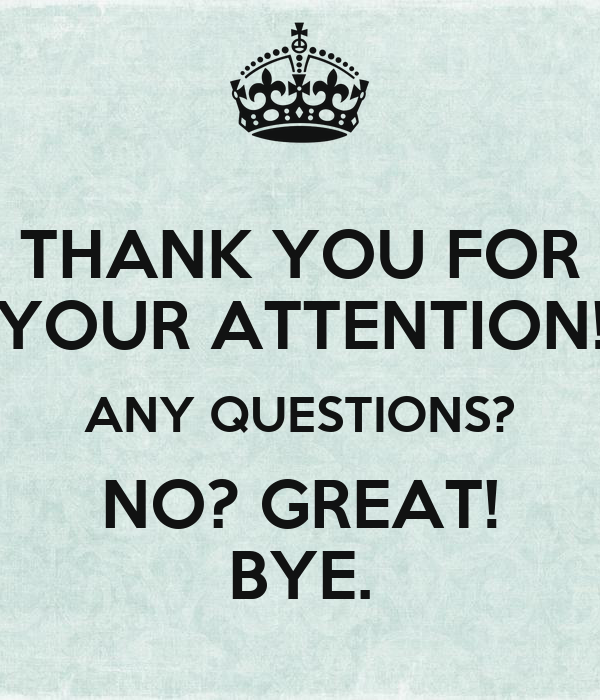 THANK YOU FOR
YOUR ATTENTION!
ANY QUESTIONS?
NO? GREAT!
BYE.